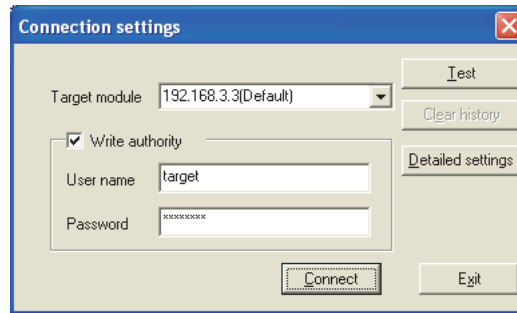 Connection settings
Test
Target module 192.168.3.3(Default)
Clear history
Write authority
Detailed settings
User name target
Password ********
Connect Exit